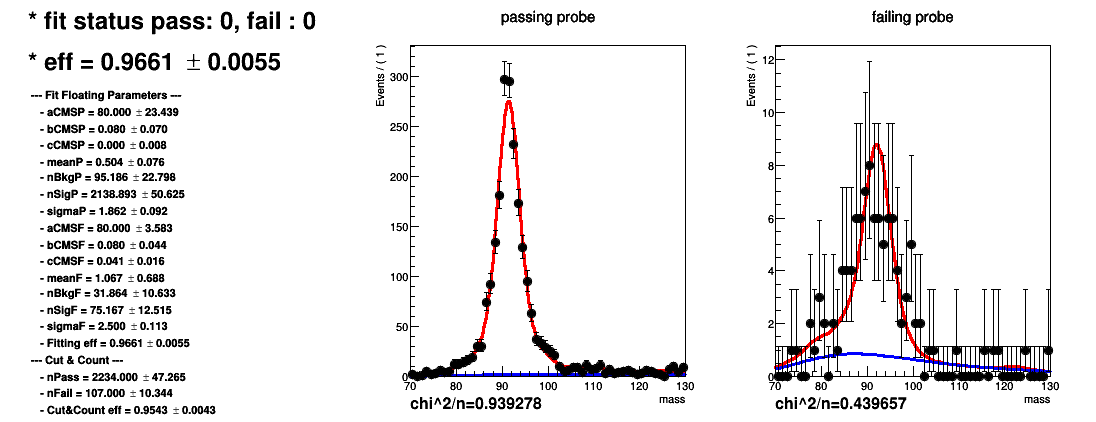 * fit status pass: 0, fail : 0
* eff = 0.9661 ± 0.0055
--- Fit Floating Parameters ---
- aCMSP = 80.000 ± 23.439
- bCMSP = 0.080 ± 0.070
- cCMSP = 0.000 ± 0.008
- meanP = 0.504 ± 0.076
- nBkgP = 95.186 ± 22.798
- nSigP = 2138.893 ± 50.625
- sigmaP = 1.862 ± 0.092
- aCMSF = 80.000 ± 3.583
- bCMSF = 0.080 ± 0.044
- cCMSF = 0.041 ± 0.016
- meanF = 1.067 ± 0.688
- nBkgF = 31.864 ± 10.633
- nSigF = 75.167 ± 12.515
- sigmaF = 2.500 ± 0.113
- Fitting eff = 0.9661 ± 0.0055
--- Cut & Count ---
- nPass = 2234.000 ± 47.265
- nFail = 107.000 ± 10.344
- Cut&Count eff = 0.9543 ± 0.0043
passing probe
Events / ( 1 )
300
250
200
150
100
50
0
70 80 90 100 110 120 130
mass
chi^2/n=0.939278
failing probe
Events / ( 1 )
12
10
8
6
4
2
0
70 80 90 100 110 120 130
mass
chi^2/n=0.439657